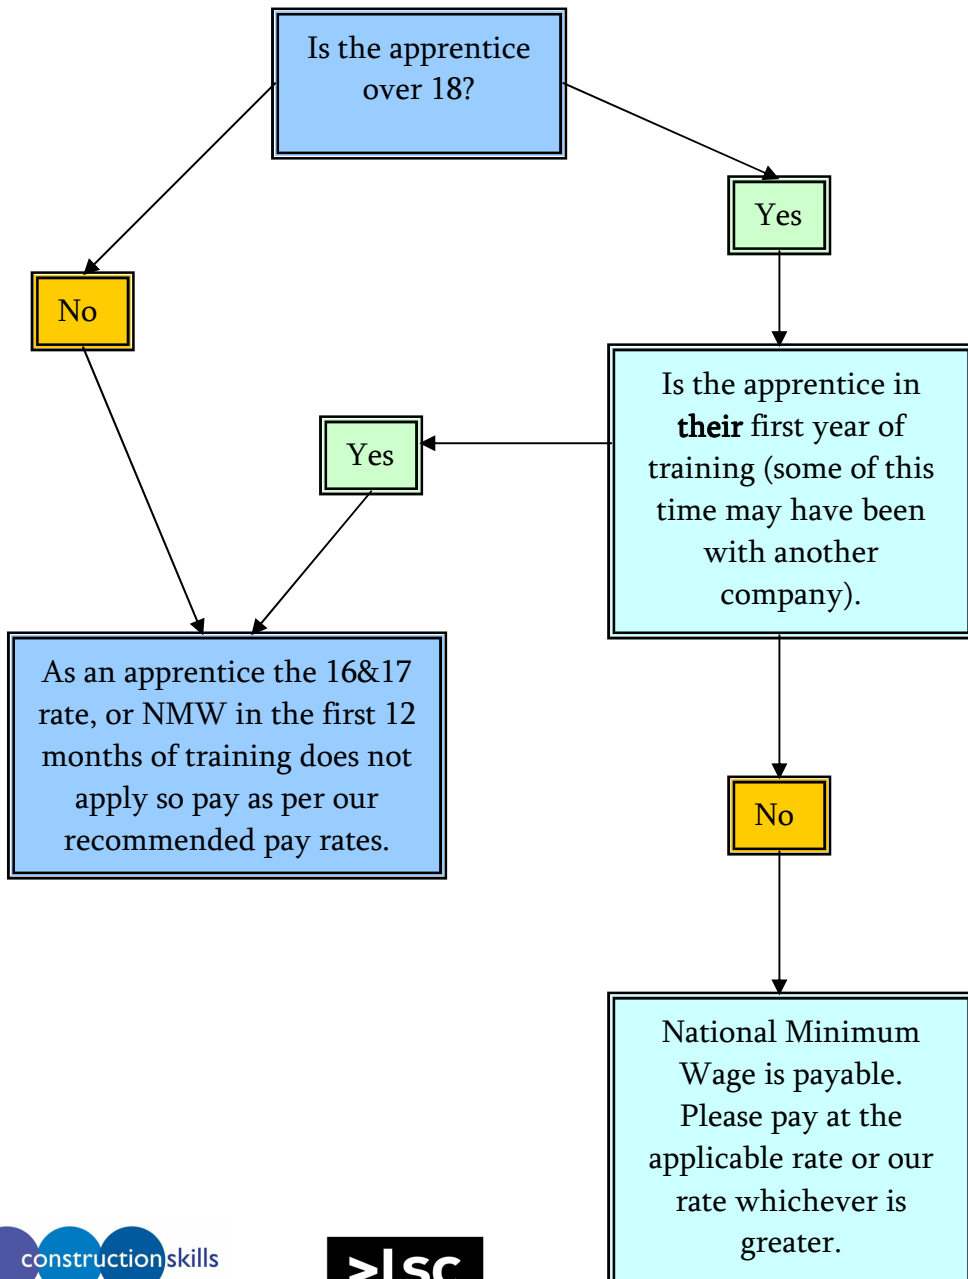 Is the apprentice
over 18?
Yes
No
Is the apprentice in
their first year of
training (some of this
time may have been
with another
company).
Yes
As an apprentice the 16&17
rate, or NMW in the first 12
months of training does not
apply so pay as per our
recommended pay rates.
No
National Minimum
Wage is payable.
Please pay at the
applicable rate or our
rate whichever is
greater.
constructionskills
>lsc